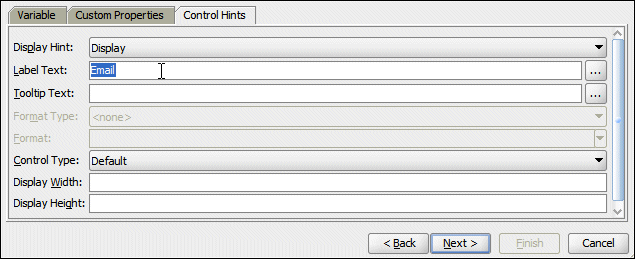 Variable Custom Properties Control Hints
Display Hint: Display
Label Text: Email ...
Tooltip Text: ...
Format Type: <none>
Format:
Control Type: Default
Display Width:
Display Height:
< Back Next > Finish Cancel